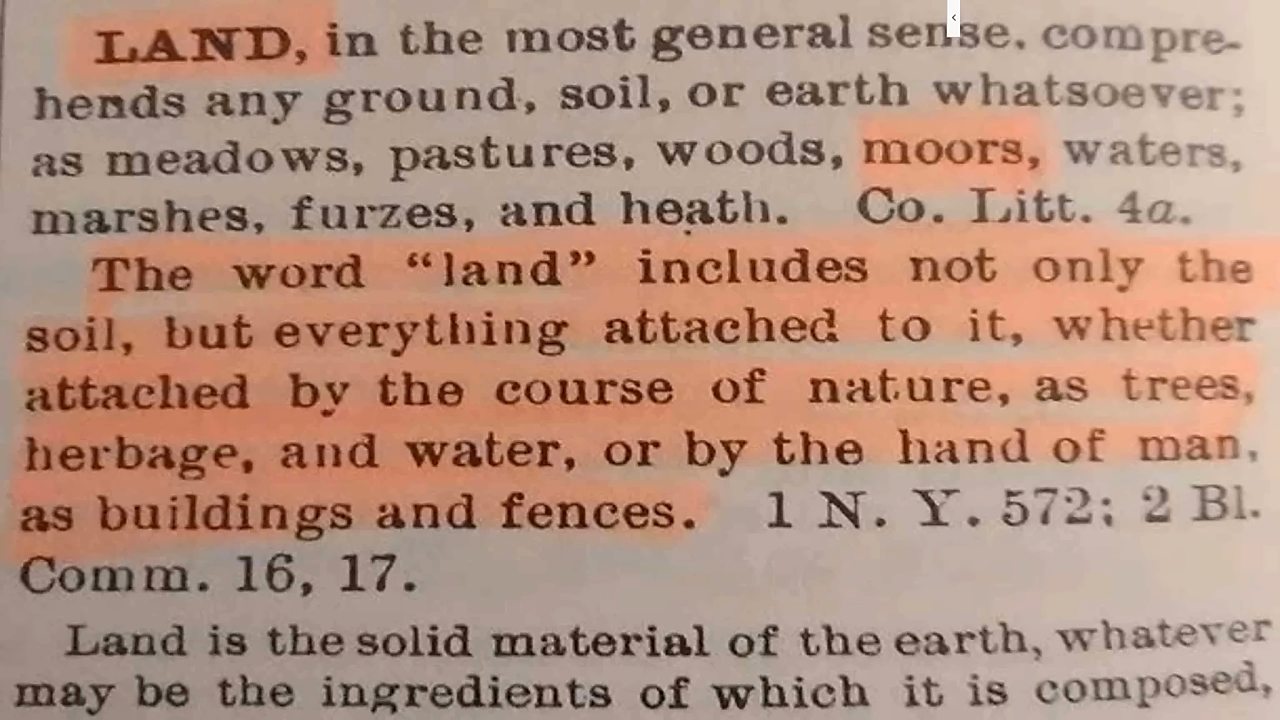 LAND, in the most general sense, compre-
hends any ground, soil, or earth whatsoever;
as meadows, pastures, woods, moors, waters,
marshes, furzes, and heath. Co. Litt. 4a.
The word “land” includes not only the
soil, but everything attached to it, whether
attached by the course of nature, as trees,
herbage, and water, or by the hand of man,
as buildings and fences. 1 N. Y. 572; 2 Bl.
Comm. 16, 17.
Land is the solid material of the earth, whatever
may be the ingredients of which it is composed,